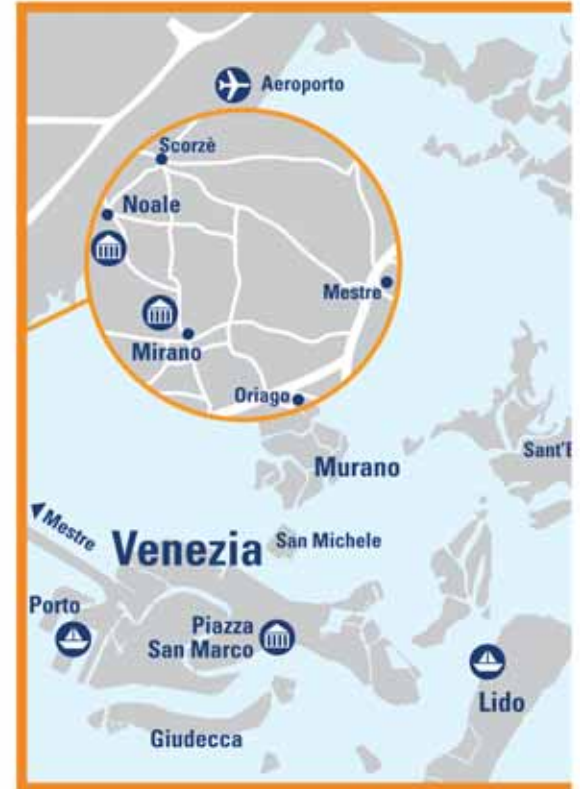 Aeroporto
Scorzè
Noale
Mestre
Mirano
Oriago
Murano
Mestre
Venezia
San Michele
Porto
Piazza
San Marco
Lido
Giudecca